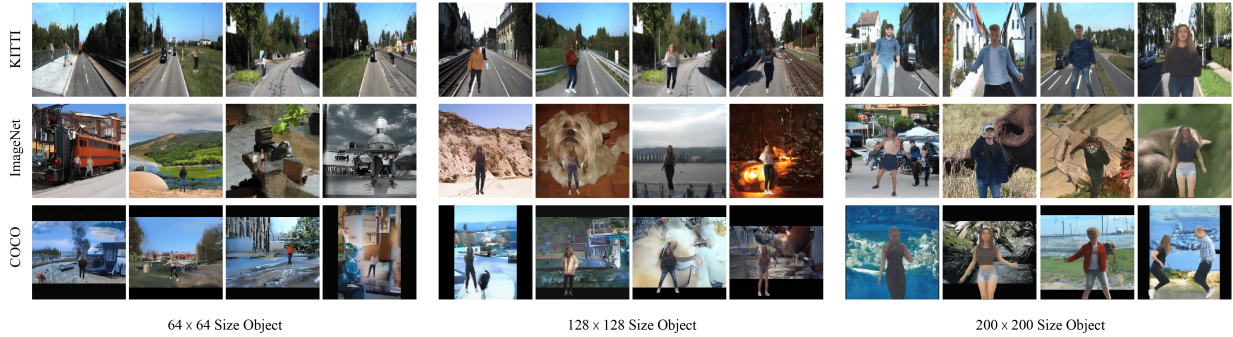 KITTI
ImageNet
COCO
64 x 64 Size Object
128 x 128 Size Object
200 x 200 Size Object